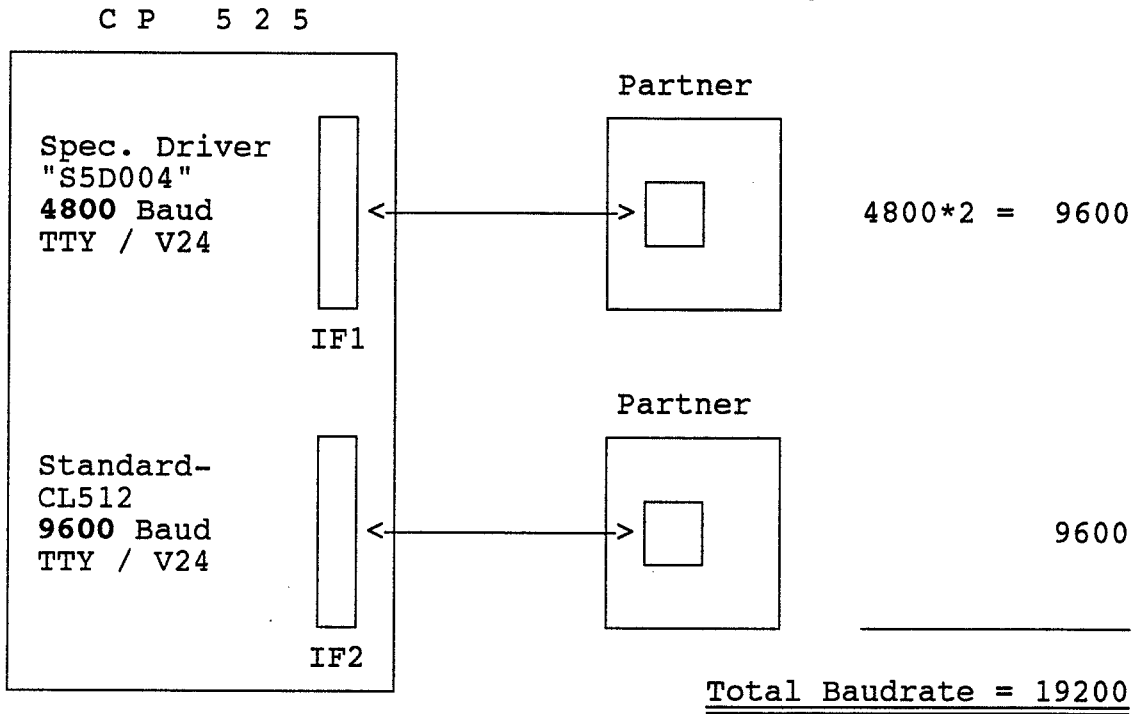 C P 5 2 5
Partner
Spec. Driver
"S5D004"
4800 Baud
TTY / V24
4800*2 = 9600
IF1
Partner
Standard-
CL512
9600 Baud
TTY / V24
9600
IF2
Total Baudrate = 19200